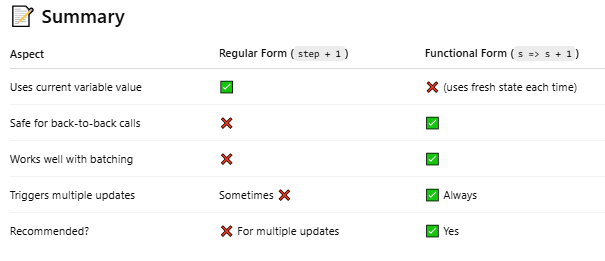 📝 Summary
Aspect Regular Form ( step + 1 ) Functional Form ( s => s + 1 )
Uses current variable value ✅ ❌ (uses fresh state each time)
Safe for back-to-back calls ❌ ✅
Works well with batching ❌ ✅
Triggers multiple updates Sometimes ❌ ✅ Always
Recommended? ❌ For multiple updates ✅ Yes